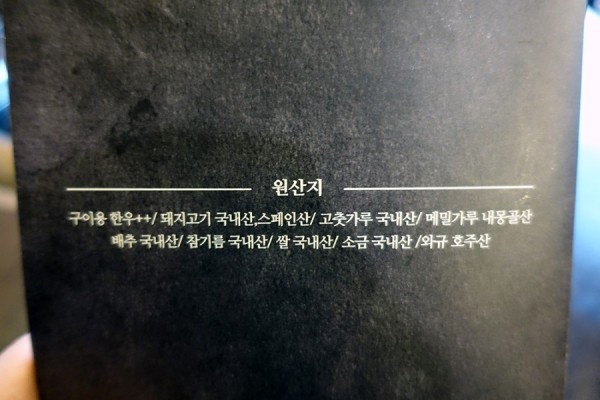 원산지
구이용 한우++/ 돼지고기 국내산,스페인산/ 고춧가루 국내산/ 메밀가루 내몽골산
배추 국내산/ 참기름 국내산/ 쌀 국내산/ 소금 국내산 /와규 호주산